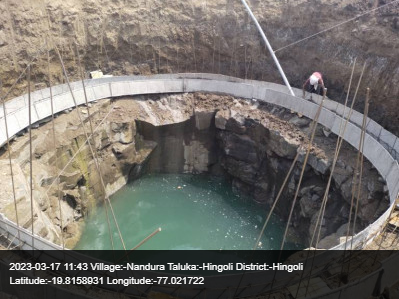 2023-03-17 11:43 Village:-Nandura Taluka:-Hingoli District:-Hingoli
Latitude:-19.8158931 Longitude:-77.021722